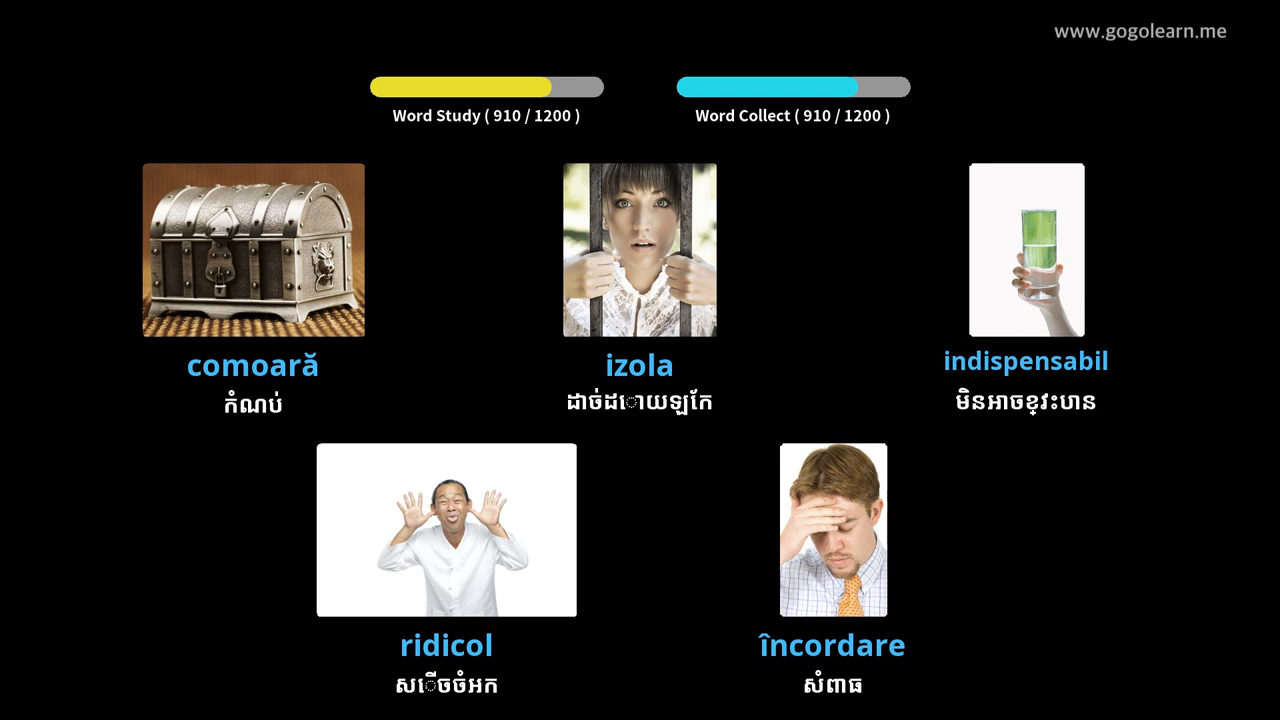 www.gogolearn.me
Word Study ( 910 / 1200 )
Word Collect ( 910 / 1200 )
comoară
កំណប់
izola
ដាច់ដោយឡកែ
indispensabil
មិនអាចខ្វះបាន
ridicol
សើចចំអក
încordare
សំពាធ